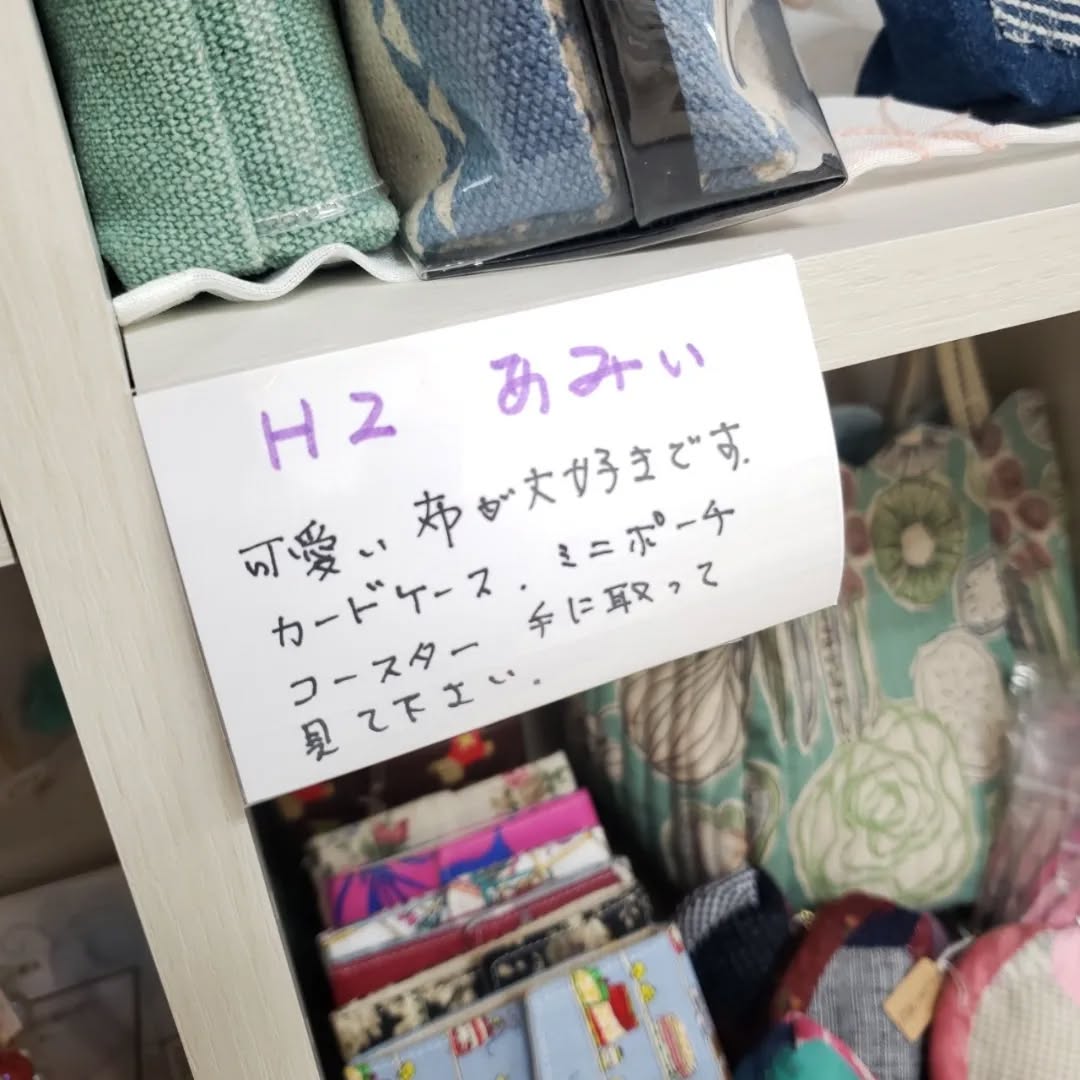 H2 あみぃ
可愛い布が大好きです.
カードケース.ミニポーチ
コースター 手に取って
見て下さい.